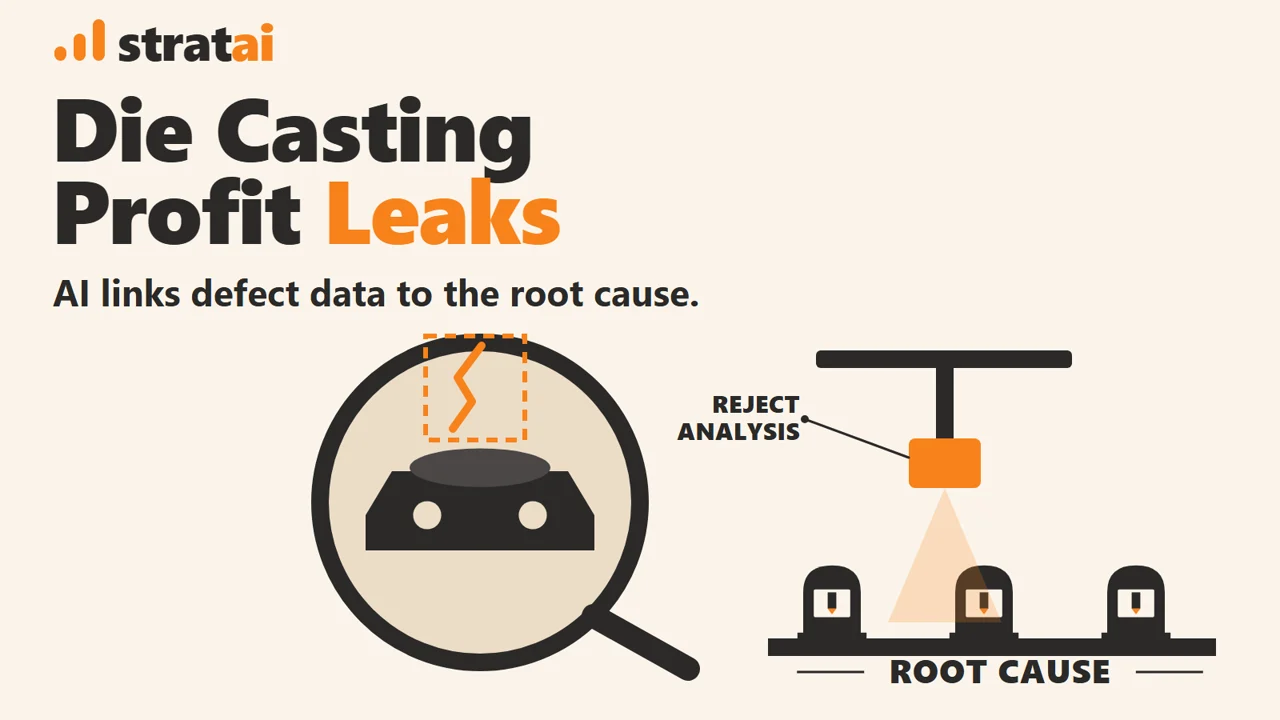 stratai
Die Casting
Profit Leaks
AI links defect data to the root cause.
REJECT
ANALYSIS
ROOT CAUSE